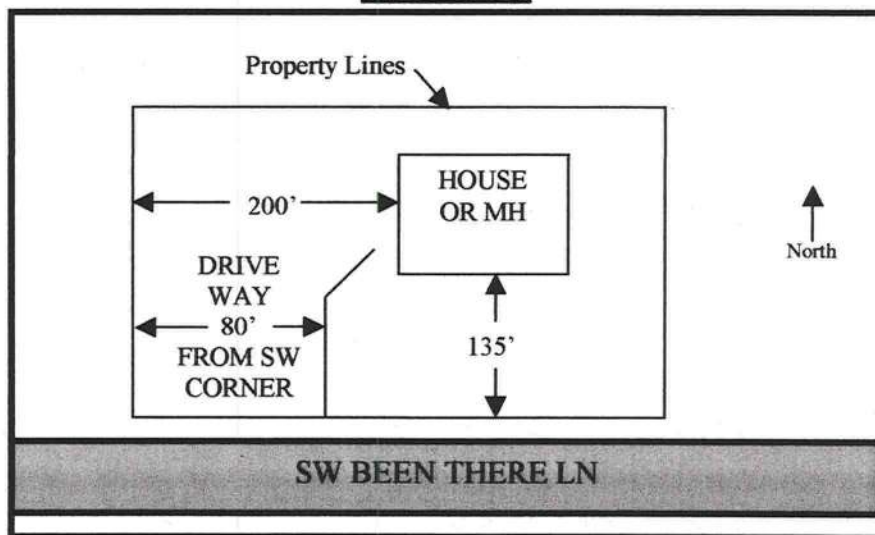 Property Lines
HOUSE
OR MH
200’
North
DRIVE
WAY
80’
FROM SW
CORNER
135’
SW BEEN THERE LN